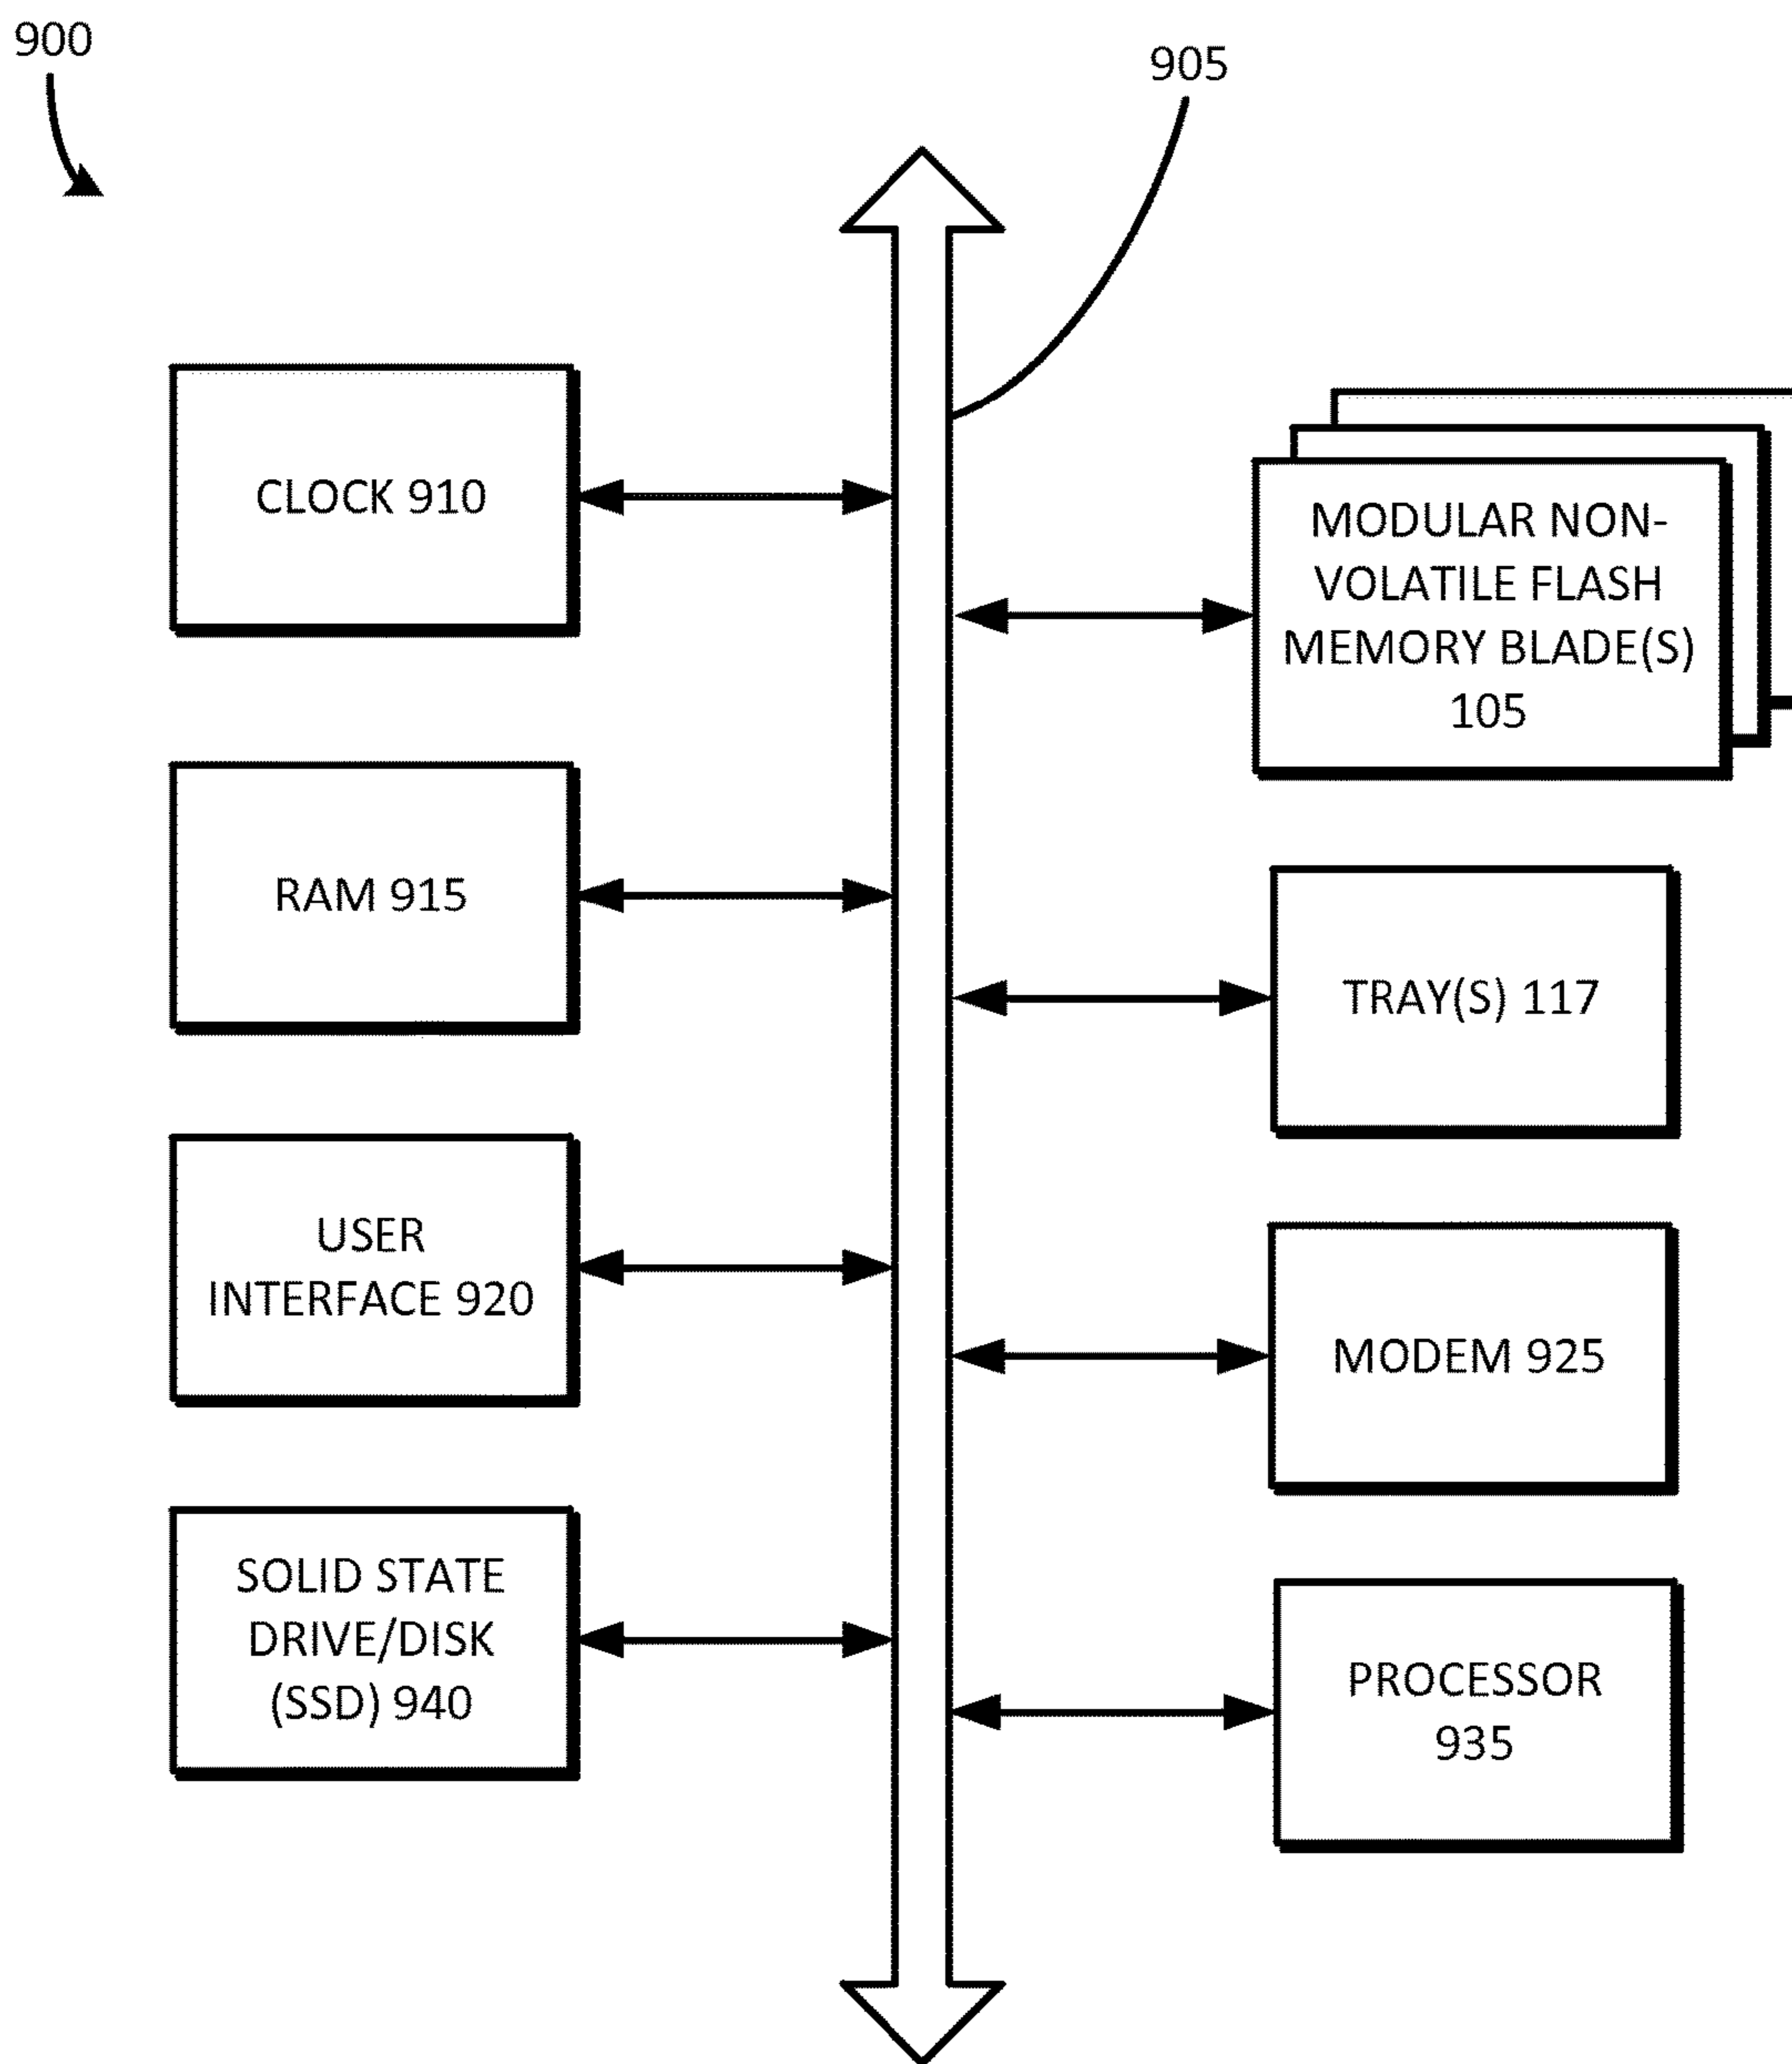 900
905
CLOCK 910
MODULAR NON-
VOLATILE FLASH
MEMORY BLADE(S)
105
RAM 915
TRAY(S) 117
USER
INTERFACE 920
MODEM 925
SOLID STATE
DRIVE/DISK
(SSD) 940
PROCESSOR
935